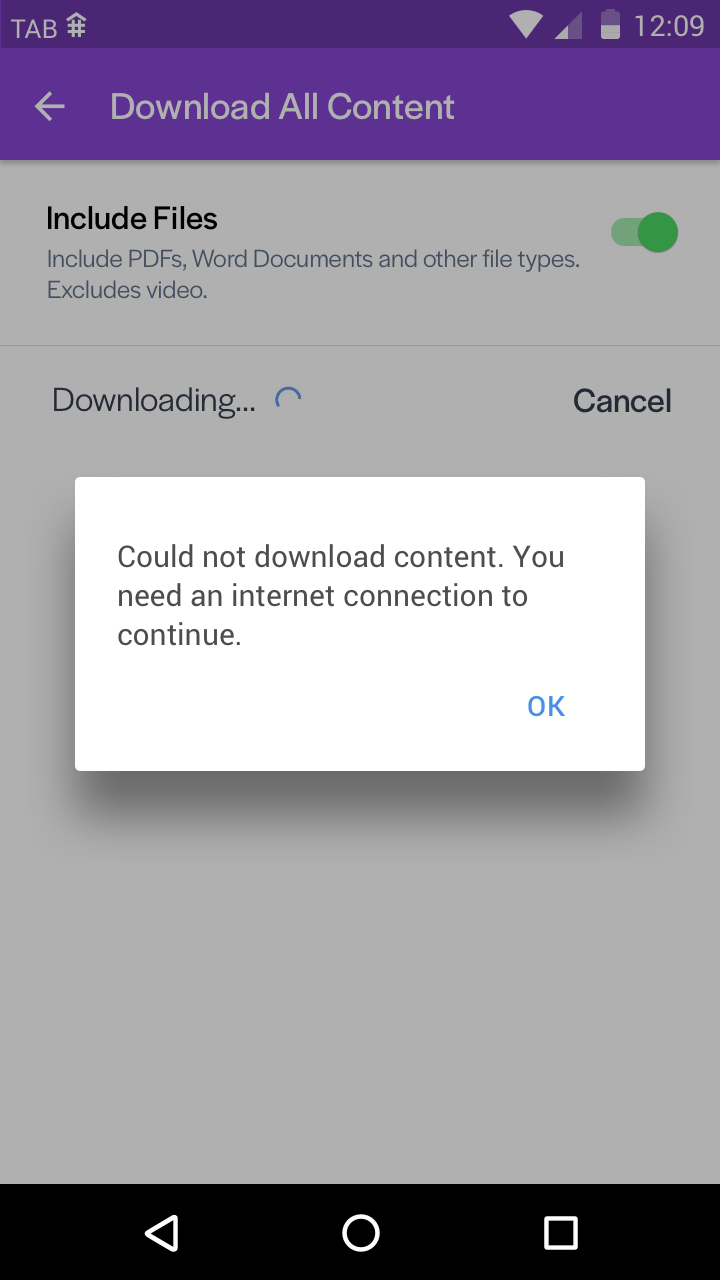 TAB 12:09
Download All Content
Include Files
Include PDFs, Word Documents and other file types.
Excludes video.
Downloading... Cancel
Could not download content. You
need an internet connection to
continue.
OK